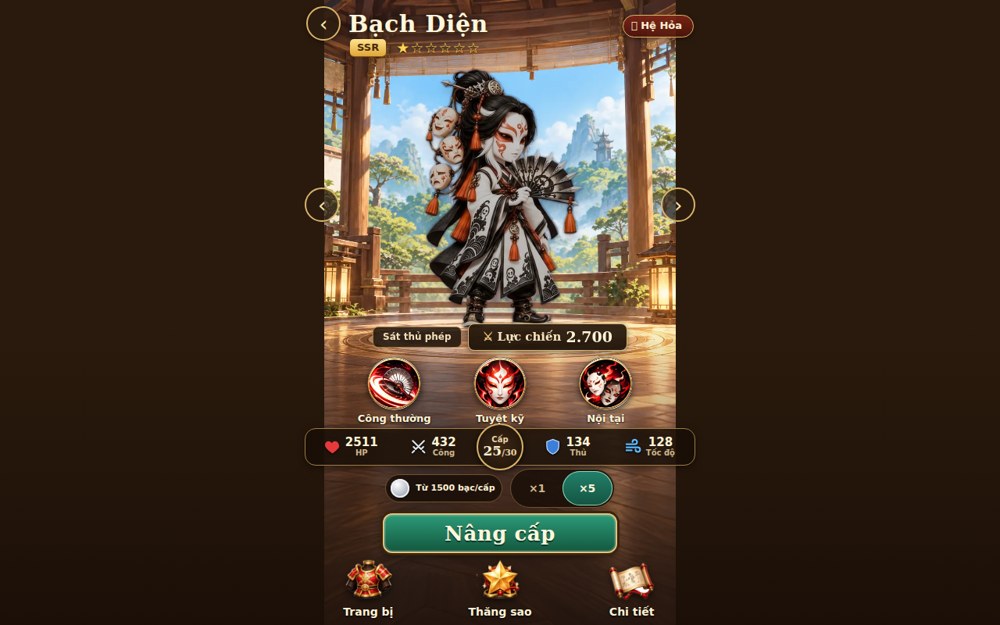 Bạch Diện
Hệ Hỏa
SSR
Sát thủ phép
Lực chiến 2.700
Công thường
Tuyệt kỹ
Nội tại
2511
HP
432
Công
Cấp
25/30
134
Thủ
128
Tốc độ
Từ 1500 bạc/cấp
×1
×5
Nâng cấp
Trang bị
Thăng sao
Chi tiết